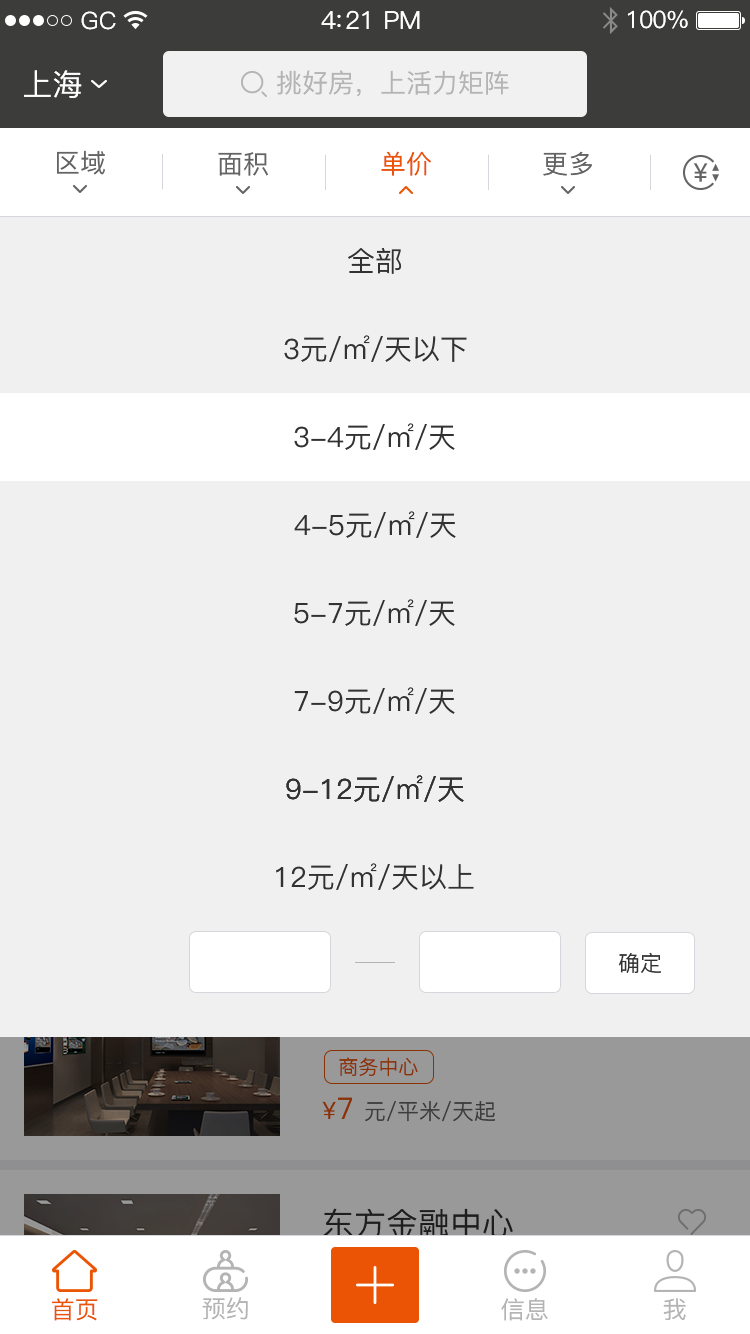 GC 4:21 PM 100%
上海 挑好房，上活力矩阵
区域 面积 单价 更多 ¥
全部
3元/㎡/天以下
3-4元/㎡/天
4-5元/㎡/天
5-7元/㎡/天
7-9元/㎡/天
9-12元/㎡/天
12元/㎡/天以上
确定
商务中心
¥7 元/平米/天起
东方金融中心
首页 预约 信息 我